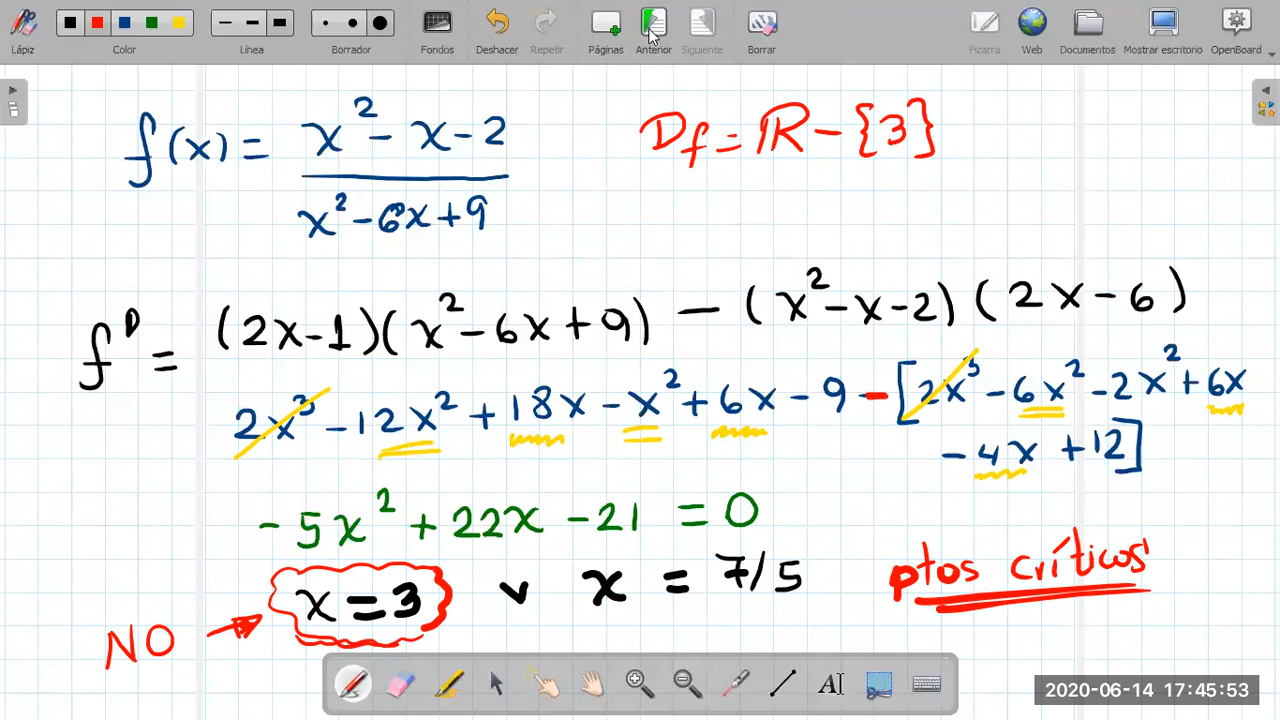 Lápiz Color Línea Borrador Fondos Deshacer Repetir Páginas Anterior Siguiente Borrar Pizarra Web Documentos Mostrar escritorio OpenBoard
f(x) = x² - x - 2 / x² - 6x + 9
Df = ℝ - {3}
f' = (2x-1)(x² - 6x + 9) - (x² - x - 2)(2x - 6)
2x³ - 12x² + 18x - x² + 6x - 9 - [2x³ - 6x² - 2x² + 6x
- 4x + 12]
-5x² + 22x - 21 = 0
x = 3 v x = 7/5
ptos críticos
NO
2020-06-14 17:45:53